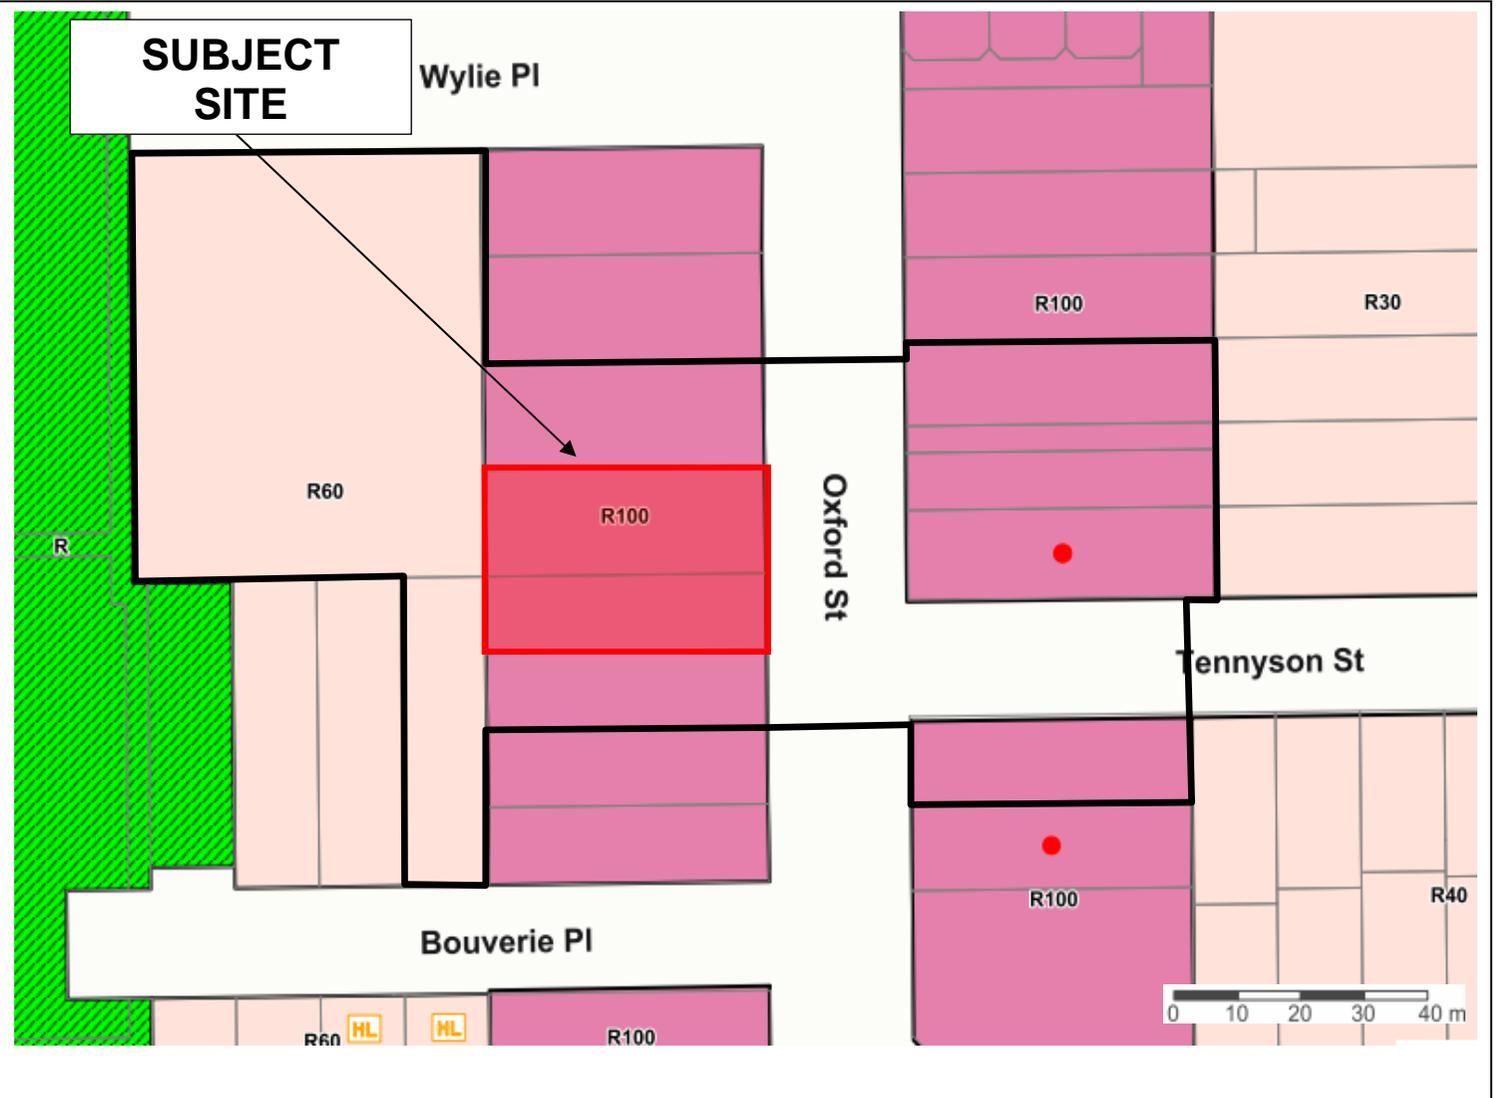 SUBJECT
SITE
Wylie Pl
R100
R30
R60
R100
Oxford St
R
Tennyson St
R100
R40
Bouverie Pl
0 10 20 30 40 m
R60
HL
HL
R100